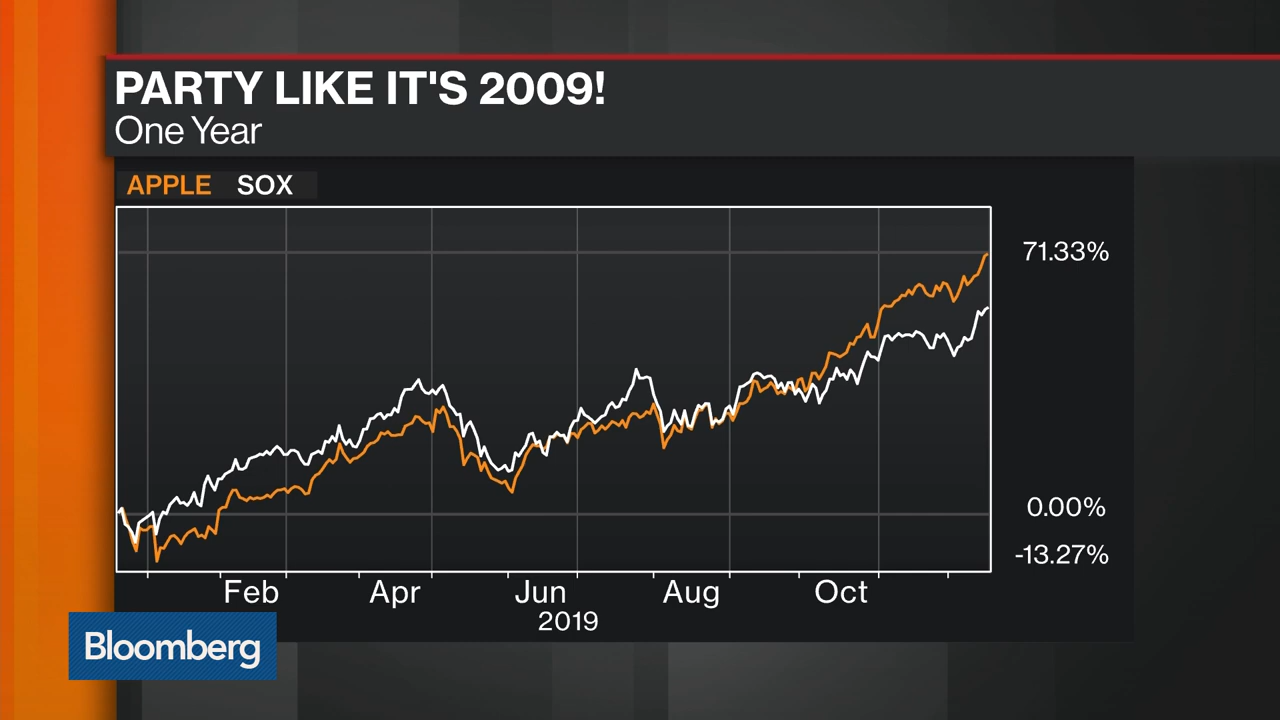 PARTY LIKE IT'S 2009!
One Year
APPLE SOX
71.33%
0.00%
-13.27%
Feb Apr Jun Aug Oct
2019
Bloomberg